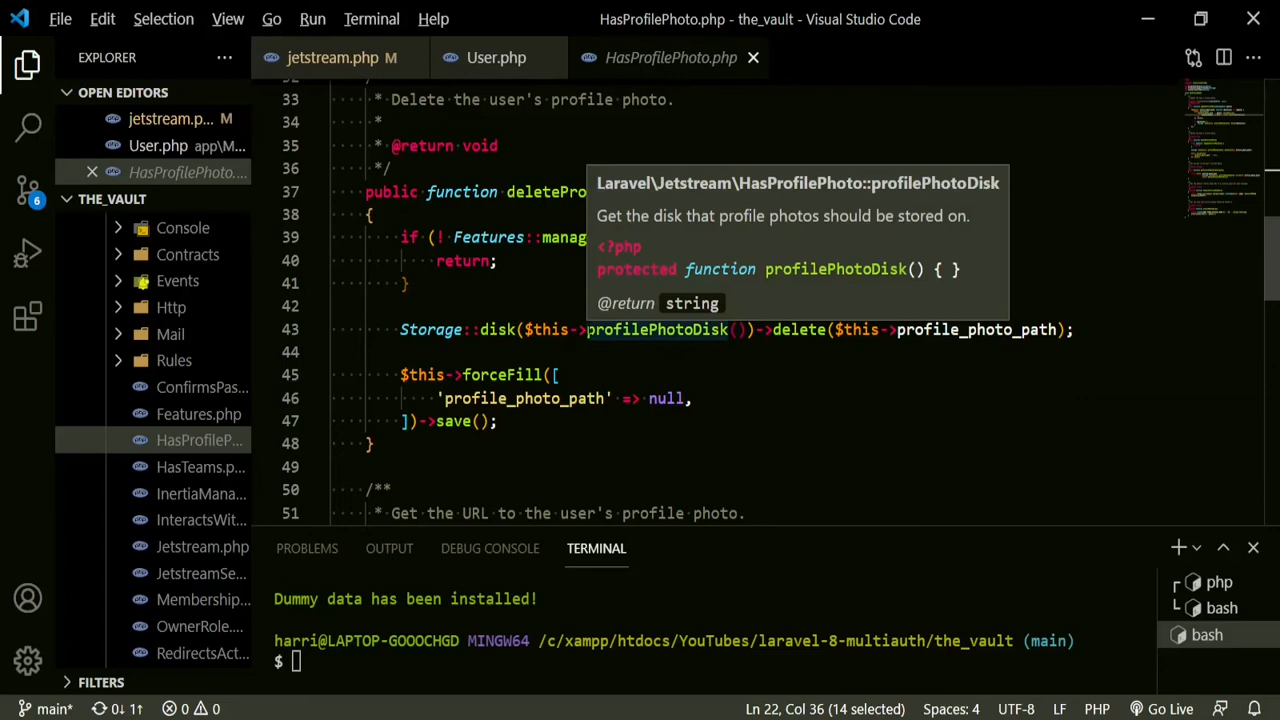 File Edit Selection View Go Run Terminal Help
HasProfilePhoto.php - the_vault - Visual Studio Code
EXPLORER
OPEN EDITORS
jetstream.p... M
User.php app\M...
HasProfilePhoto....
THE_VAULT
Console
Contracts
Events
Http
Mail
Rules
ConfirmsPas...
Features.php
HasProfileP...
HasTeams.p...
InertiaMana...
InteractsWit...
Jetstream.php
JetstreamSe...
Membership...
OwnerRole....
RedirectsAct...
FILTERS
6
jetstream.php M
User.php
HasProfilePhoto.php
33 * Delete the user's profile photo.
34 *
35 * @return void
36 */
37 public function deletePro
38 {
39 if (! Features::manag
40 return;
41 }
42
43 Storage::disk($this->profilePhotoDisk())->delete($this->profile_photo_path);
44
45 $this->forceFill([
46 'profile_photo_path' => null,
47 ])->save();
48 }
49
50 /**
51 * Get the URL to the user's profile photo.
Laravel\Jetstream\HasProfilePhoto::profilePhotoDisk
Get the disk that profile photos should be stored on.
<?php
protected function profilePhotoDisk() { }
@return string
PROBLEMS OUTPUT DEBUG CONSOLE TERMINAL
Dummy data has been installed!
harri@LAPTOP-GOOOCHGD MINGW64 /c/xampp/htdocs/YouTubes/laravel-8-multiauth/the_vault (main)
$
php
bash
bash
main* 0↓ 1↑ 0 0
Ln 22, Col 36 (14 selected) Spaces: 4 UTF-8 LF PHP Go Live